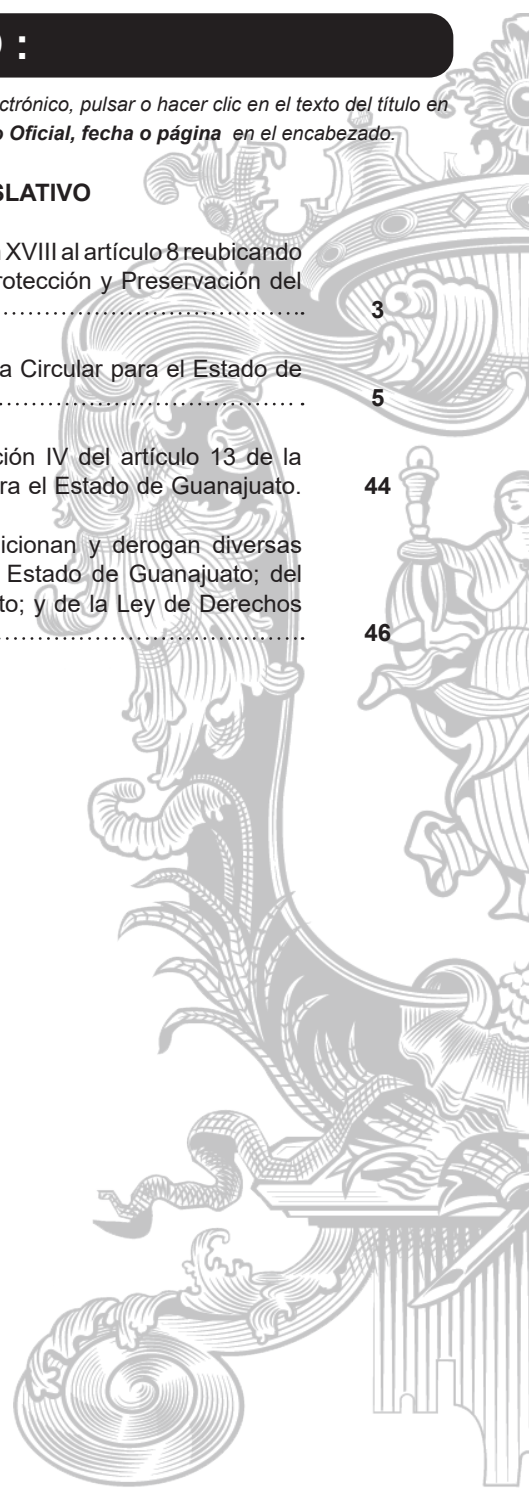 :
ctrónico, pulsar o hacer clic en el texto del título en
o Oficial, fecha o página en el encabezado.
SLATIVO
XVIII al artículo 8 reubicando
rotección y Preservación del
………………………………….. 3
a Circular para el Estado de
………………………………… . 5
ción IV del artículo 13 de la
ra el Estado de Guanajuato. 44
icionan y derogan diversas
Estado de Guanajuato; del
to; y de la Ley de Derechos
………………………………….. 46